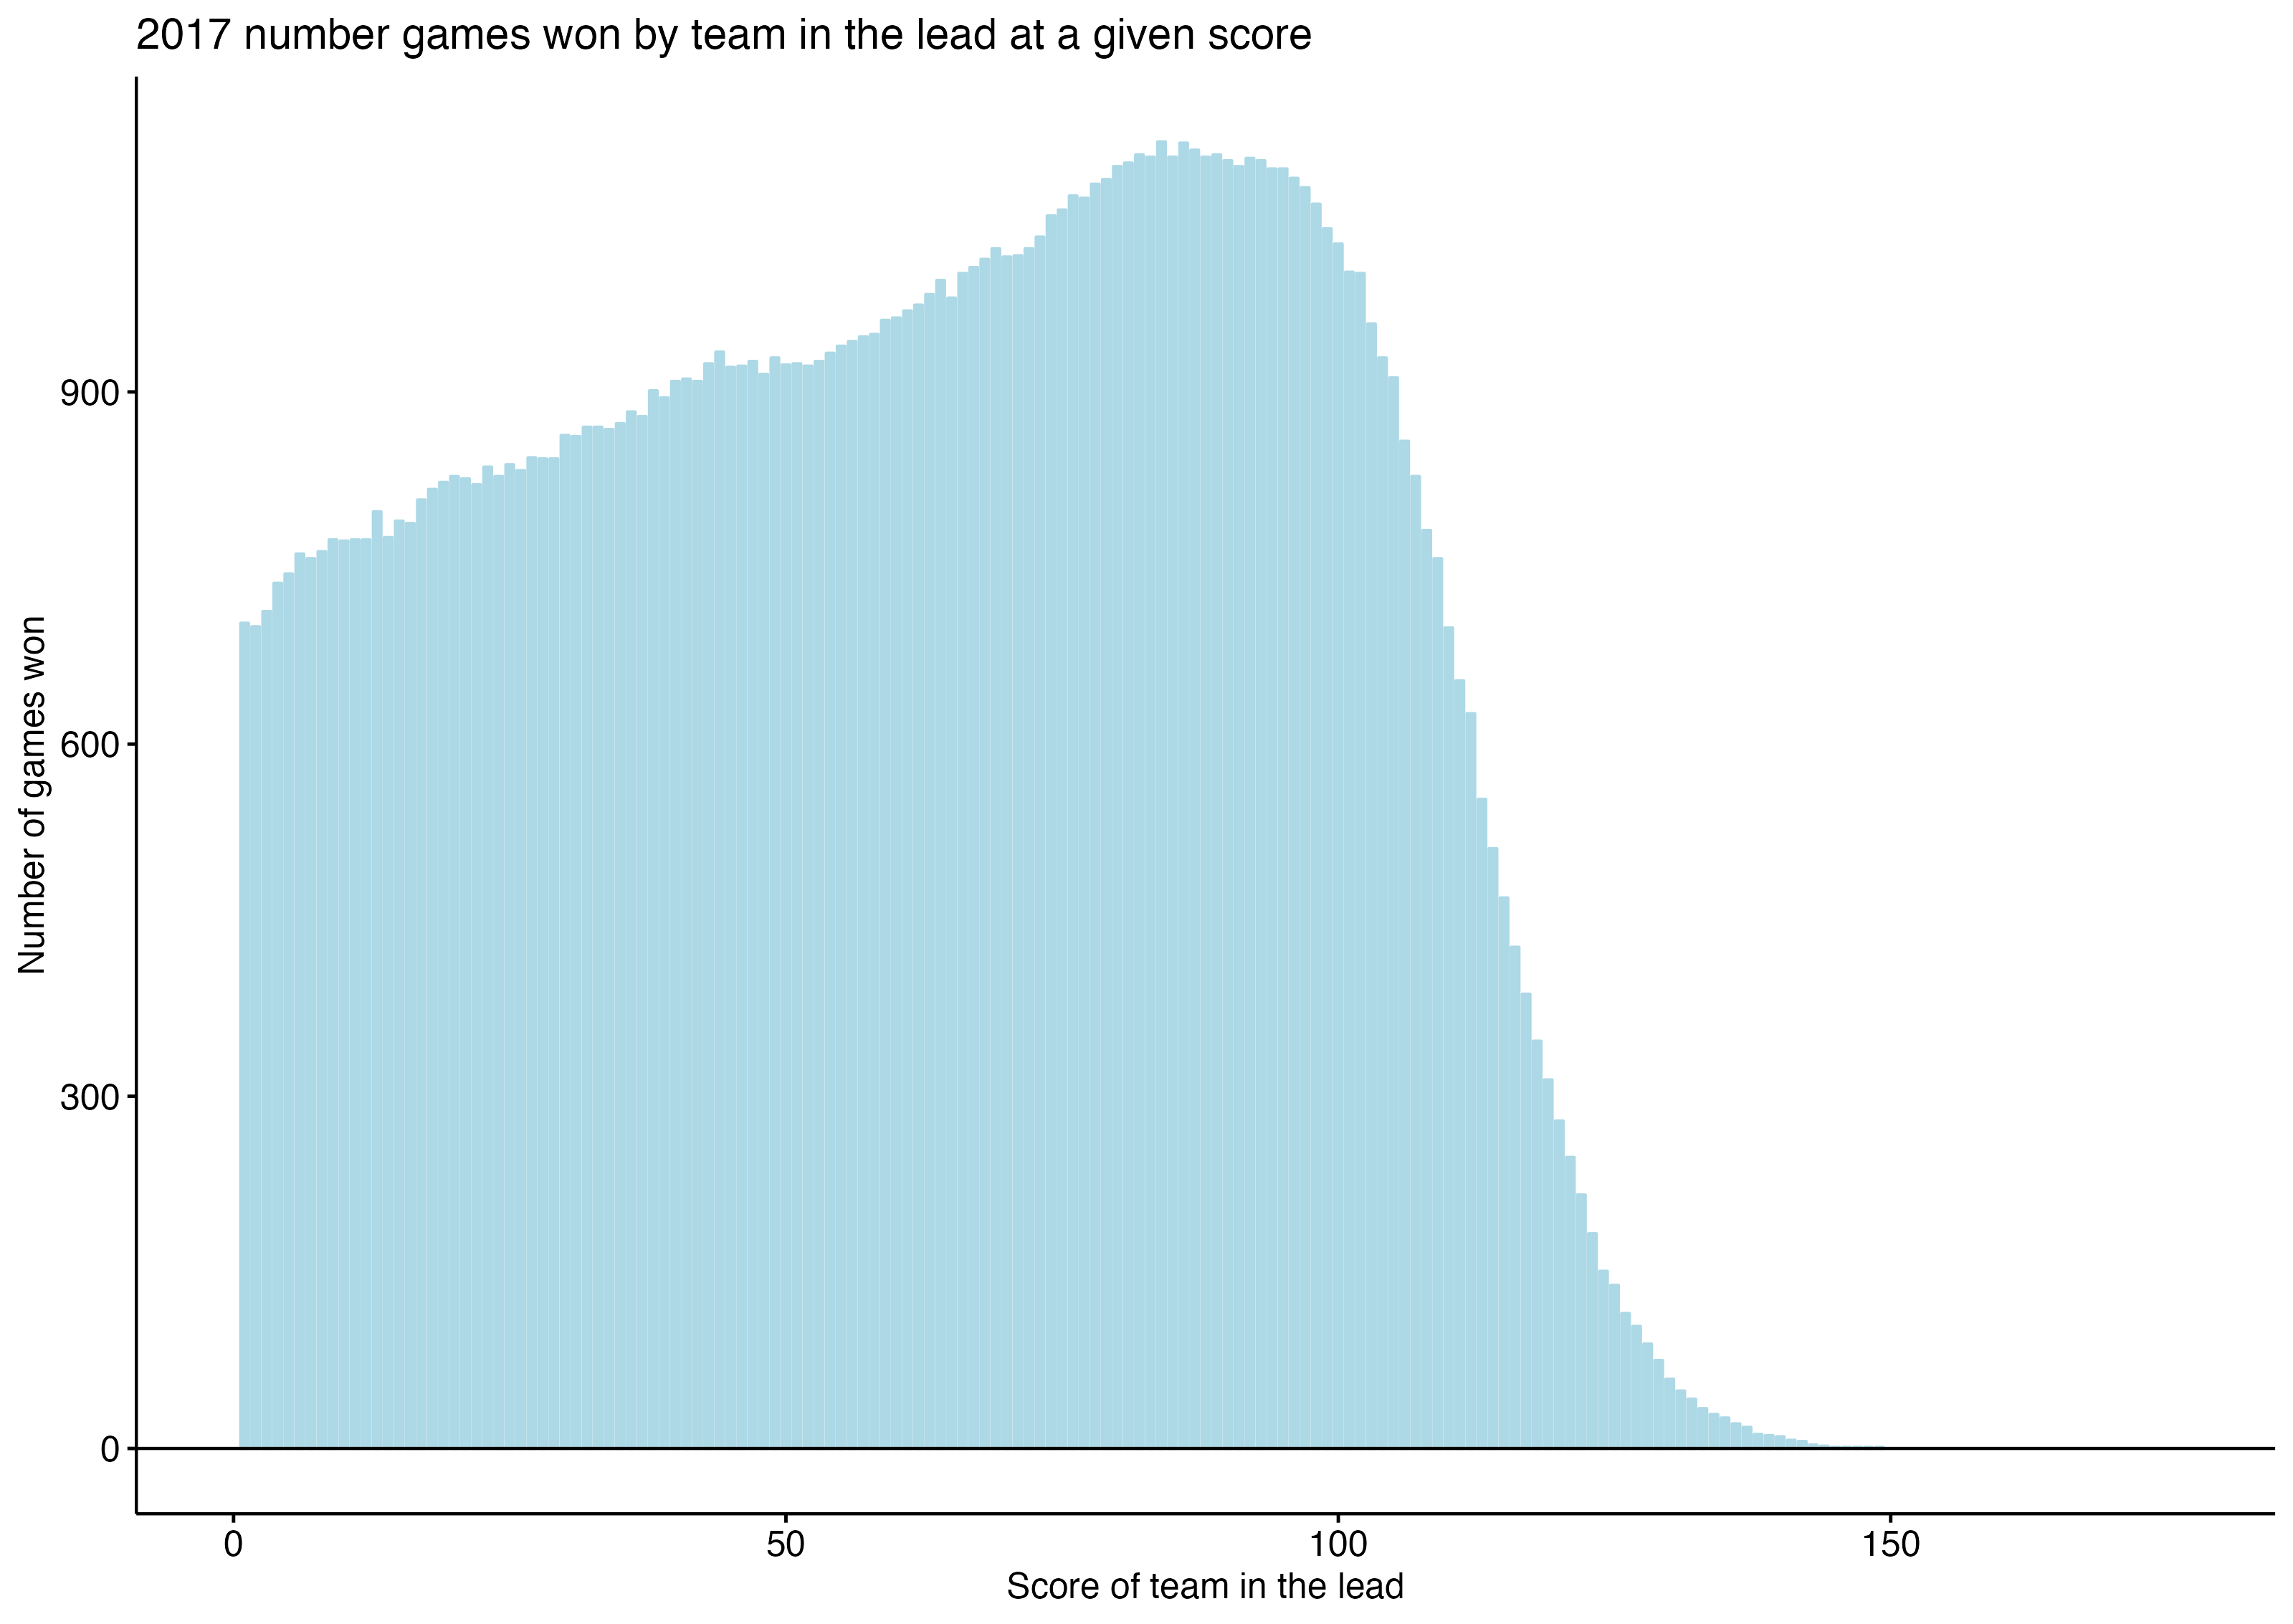 2017 number games won by team in the lead at a given score
Number of games won
900
600
300
0
0 50 100 150
Score of team in the lead